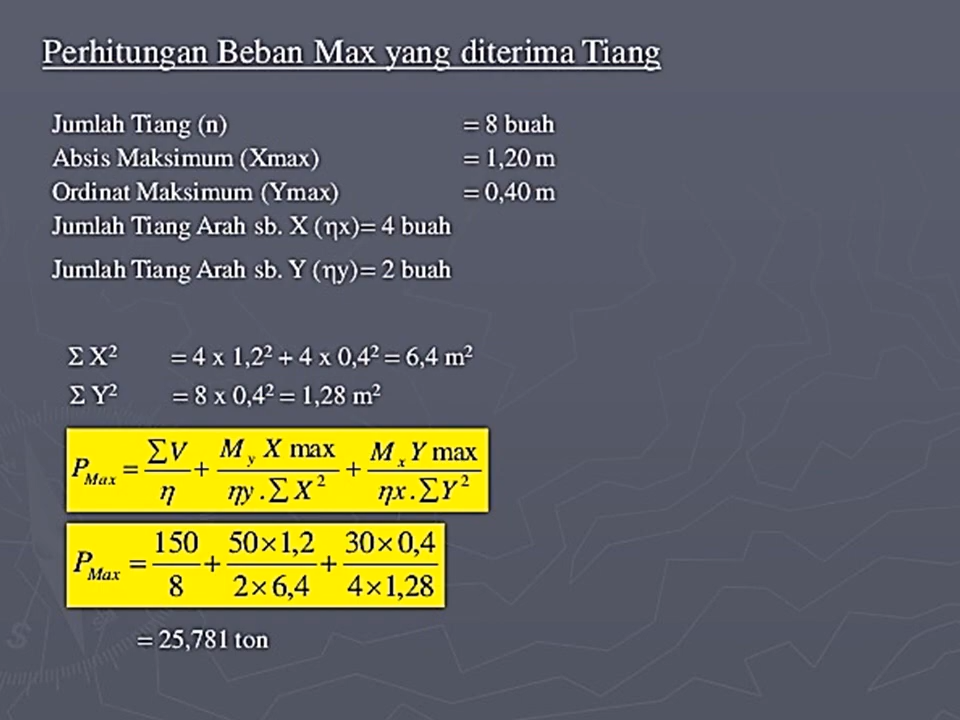 Perhitungan Beban Max yang diterima Tiang
Jumlah Tiang (n) = 8 buah
Absis Maksimum (Xmax) = 1,20 m
Ordinat Maksimum (Ymax) = 0,40 m
Jumlah Tiang Arah sb. X (ηx)= 4 buah
Jumlah Tiang Arah sb. Y (ηy)= 2 buah
Σ X² = 4 x 1,2² + 4 x 0,4² = 6,4 m²
Σ Y² = 8 x 0,4² = 1,28 m²
P_Max = ΣV/η + M_y X max/ηy.ΣX² + M_x Y max/ηx.ΣY²
P_Max = 150/8 + 50×1,2/2×6,4 + 30×0,4/4×1,28
= 25,781 ton